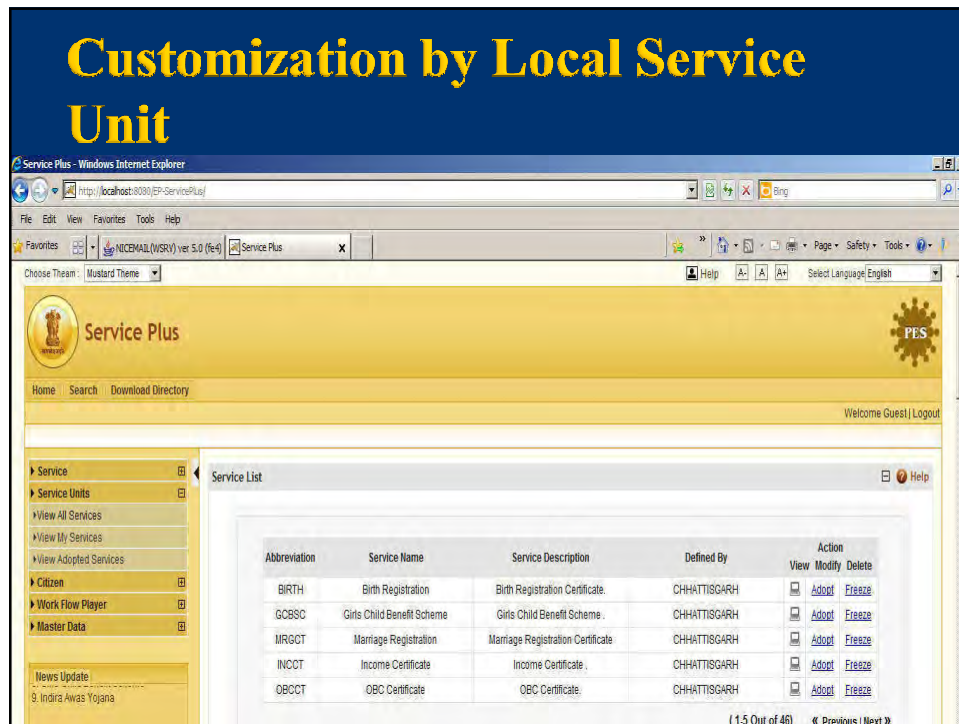 Customization by Local Service
Unit
Service Plus - Windows Internet Explorer
http://localhost:8080/EP-ServicePlus/
Bing
File Edit View Favorites Tools Help
Favorites NICEMAIL(WSRV) ver 5.0 (fe4) Service Plus X » Page Safety Tools
Choose Theam : Mustard Theme Help A- A A+ Select Language English
Service Plus
PES
Home Search Download Directory
Welcome Guest | Logout
Service
Service Units
View All Services
View My Services
View Adopted Services
Citizen
Work Flow Player
Master Data
News Update
9. Indira Awas Yojana
Service List Help
Action
Abbreviation Service Name Service Description Defined By View Modify Delete
BIRTH Birth Registration Birth Registration Certificate. CHHATTISGARH Adopt Freeze
GCBSC Girls Child Benefit Scheme Girls Child Benefit Scheme . CHHATTISGARH Adopt Freeze
MRGCT Marriage Registration Marriage Registration Certificate CHHATTISGARH Adopt Freeze
INCCT Income Certificate Income Certificate . CHHATTISGARH Adopt Freeze
OBCCT OBC Certificate OBC Certificate. CHHATTISGARH Adopt Freeze
( 1-5 Out of 46) « Previous | Next »